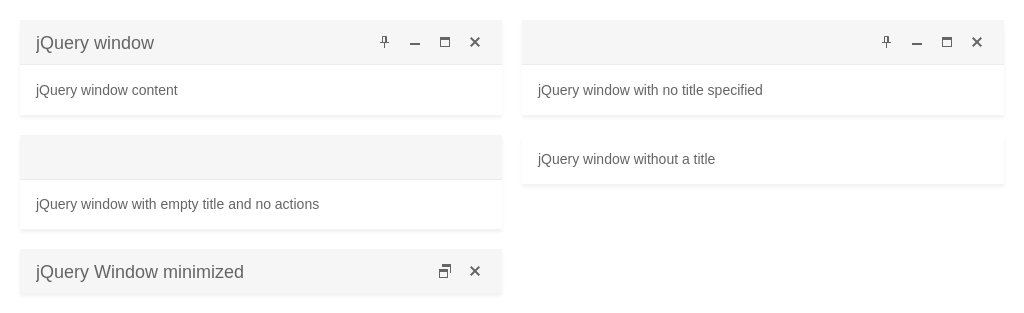 jQuery window
jQuery window content
jQuery window with no title specified
jQuery window with empty title and no actions
jQuery window without a title
jQuery Window minimized